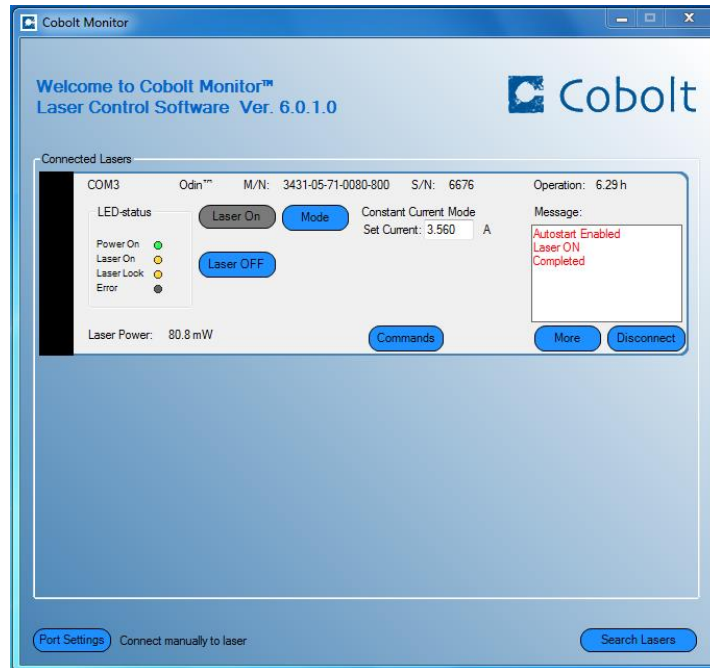 Cobolt Monitor
Welcome to Cobolt Monitor™
Laser Control Software Ver. 6.0.1.0
Cobolt
Connected Lasers
COM3 Odin™ M/N: 3431-05-71-0080-800 S/N: 6676 Operation: 6.29 h
LED-status
Laser On
Mode
Constant Current Mode
Set Current: 3.560 A
Message:
Autostart Enabled
Laser ON
Completed
Power On
Laser On
Laser Lock
Error
Laser OFF
Laser Power: 80.8 mW
Commands
More
Disconnect
Port Settings
Connect manually to laser
Search Lasers